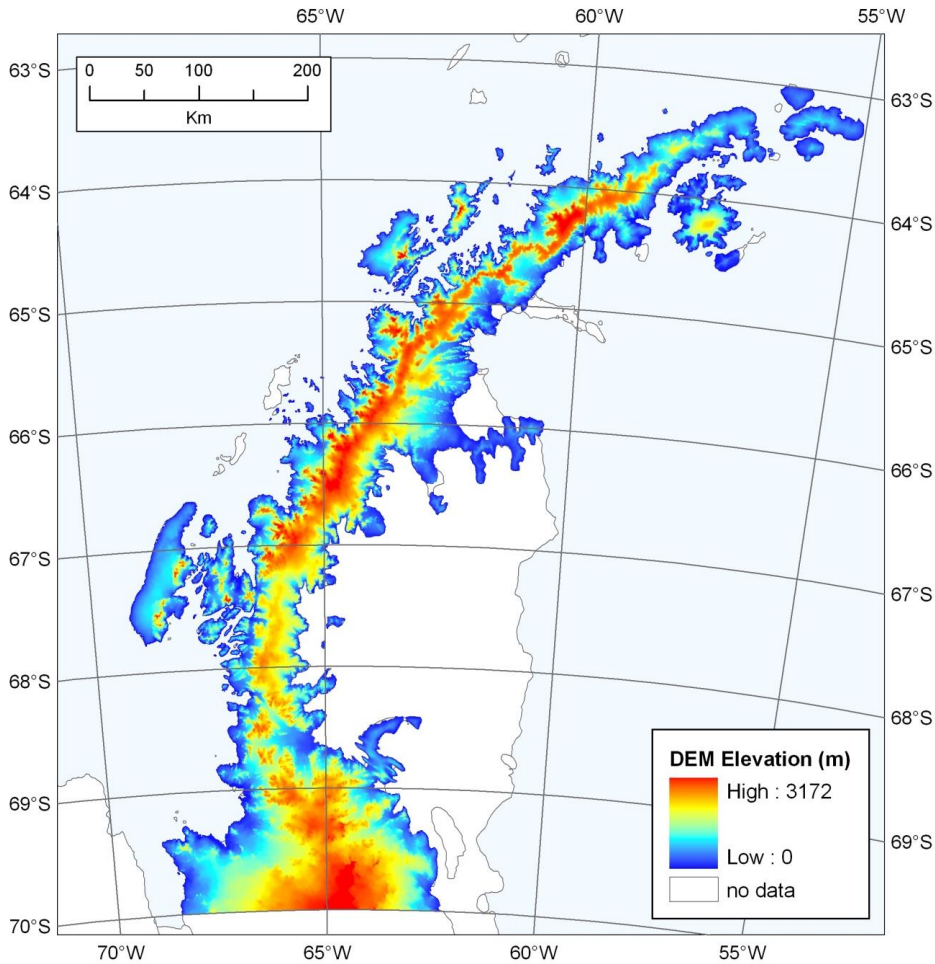 65°W 60°W 55°W
63°S 63°S
0 50 100 200
Km
64°S 64°S
65°S 65°S
66°S 66°S
67°S 67°S
68°S 68°S
DEM Elevation (m)
High : 3172
69°S 69°S
Low : 0
no data
70°S
70°W 65°W 60°W 55°W